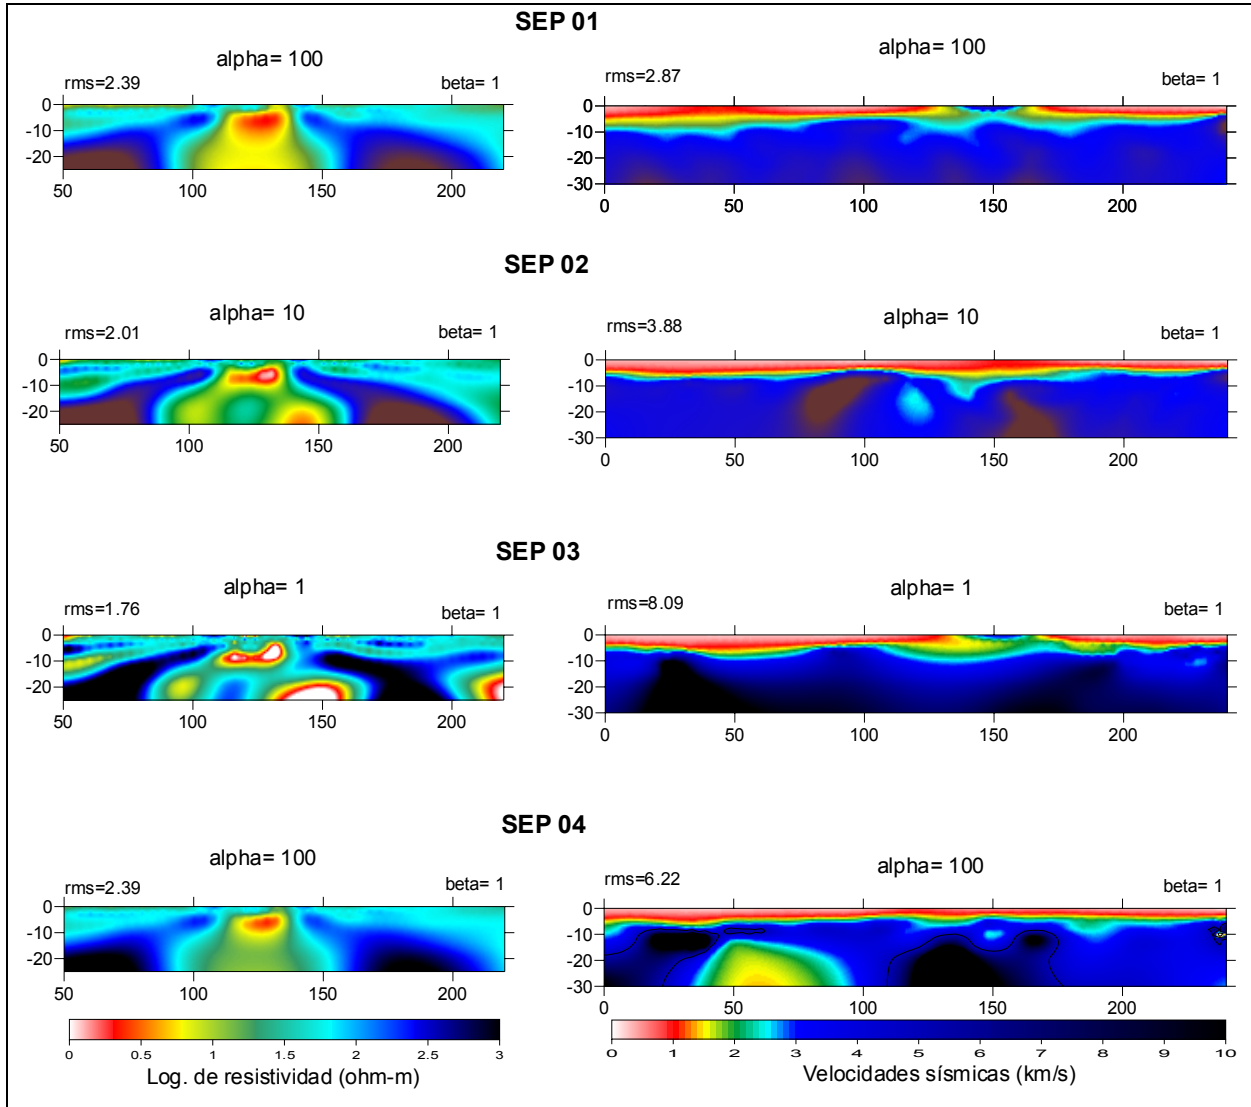 SEP 01
alpha= 100
alpha= 100
rms=2.39
beta= 1
rms=2.87
beta= 1
0
-10
-20
50
100
150
200
0
-10
-20
-30
0
50
100
150
200
SEP 02
alpha= 10
alpha= 10
rms=2.01
beta= 1
rms=3.88
beta= 1
0
-10
-20
50
100
150
200
0
-10
-20
-30
0
50
100
150
200
SEP 03
alpha= 1
alpha= 1
rms=1.76
beta= 1
rms=8.09
beta= 1
0
-10
-20
50
100
150
200
0
-10
-20
-30
0
50
100
150
200
SEP 04
alpha= 100
alpha= 100
rms=2.39
beta= 1
rms=6.22
beta= 1
0
-10
-20
50
100
150
200
0
-10
-20
-30
0
50
100
150
200
0 0.5 1 1.5 2 2.5 3
Log. de resistividad (ohm-m)
0 1 2 3 4 5 6 7 8 9 10
Velocidades sísmicas (km/s)